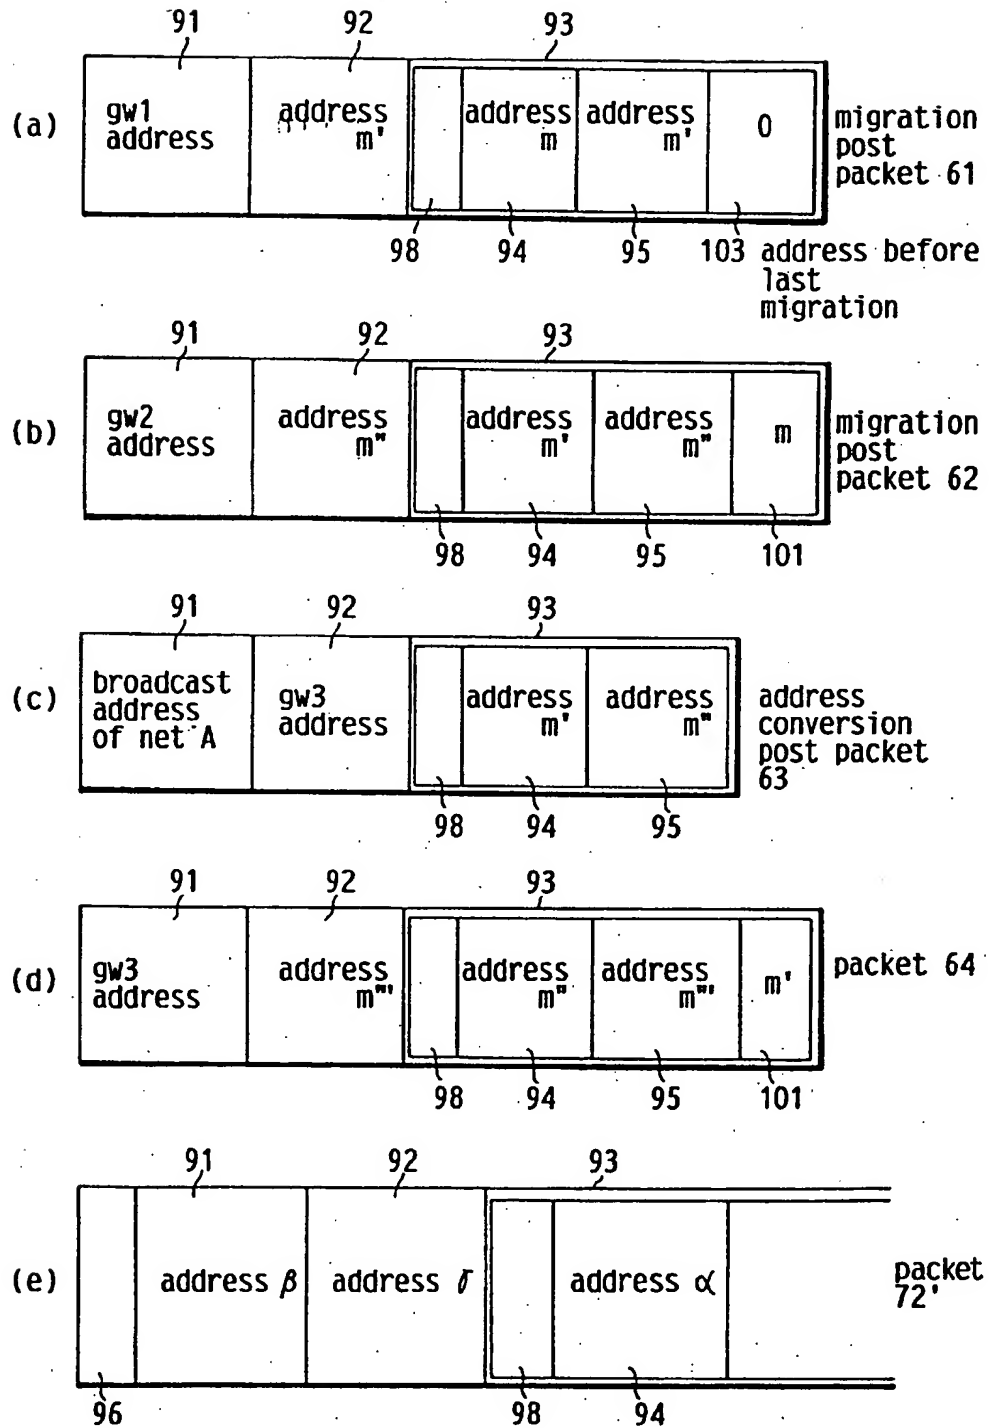 91 92 93
(a)
gw1
address
address
m'
address
m
address
m'
0
migration
post
packet 61
98 94 95 103 address before
last
migration
91 92 93
(b)
gw2
address
address
m"
address
m'
address
m"
m
migration
post
packet 62
98 94 95 101
91 92 93
(c)
broadcast
address
of net A
gw3
address
address
m'
address
m"
address
conversion
post packet
63
98 94 95
91 92 93
(d)
gw3
address
address
m"'
address
m"
address
m"'
m'
packet 64
98 94 95 101
91 92 93
(e)
address β
address γ
address α
packet
72'
96 98 94